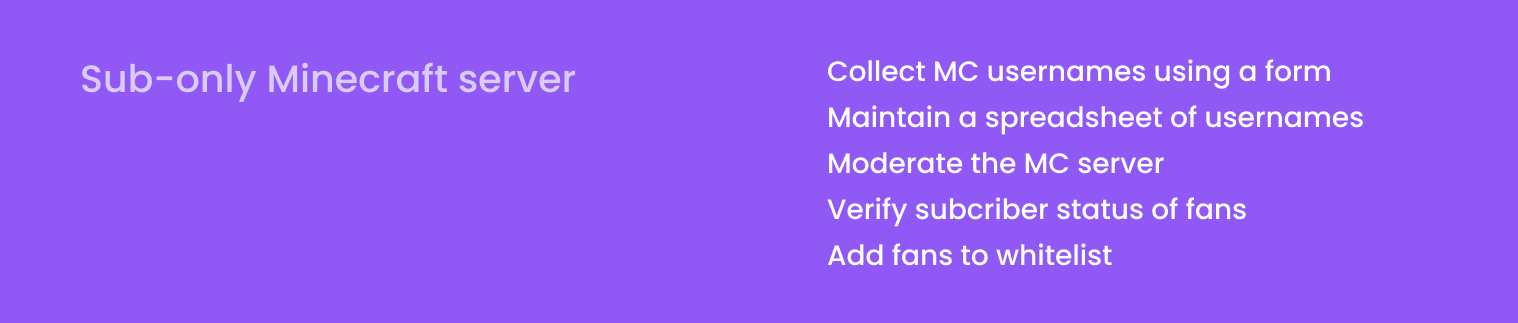 Sub-only Minecraft server
Collect MC usernames using a form
Maintain a spreadsheet of usernames
Moderate the MC server
Verify subcriber status of fans
Add fans to whitelist